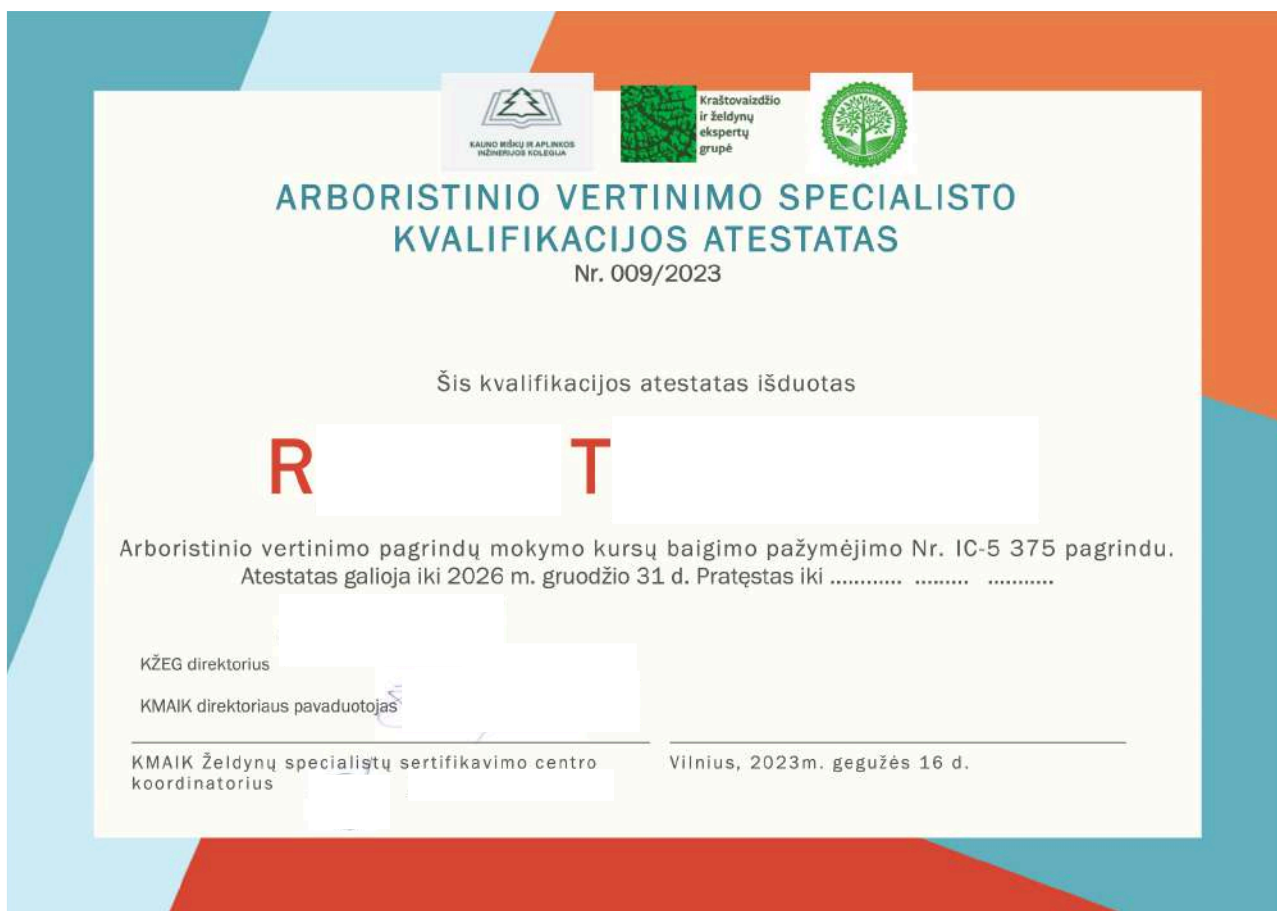 KAUNO MIŠKŲ IR APLINKOS
INŽINERIJOS KOLEGIJA
Kraštovaizdžio
ir želdynų
ekspertų
grupė
ARBORISTINIO VERTINIMO SPECIALISTO
KVALIFIKACIJOS ATESTATAS
Nr. 009/2023
Šis kvalifikacijos atestatas išduotas
R T
Arboristinio vertinimo pagrindų mokymo kursų baigimo pažymėjimo Nr. IC-5 375 pagrindu.
Atestatas galioja iki 2026 m. gruodžio 31 d. Pratęstas iki ............ ......... ...........
KŽEG direktorius
KMAIK direktoriaus pavaduotojas
KMAIK Želdynų specialistų sertifikavimo centro
koordinatorius
Vilnius, 2023m. gegužės 16 d.